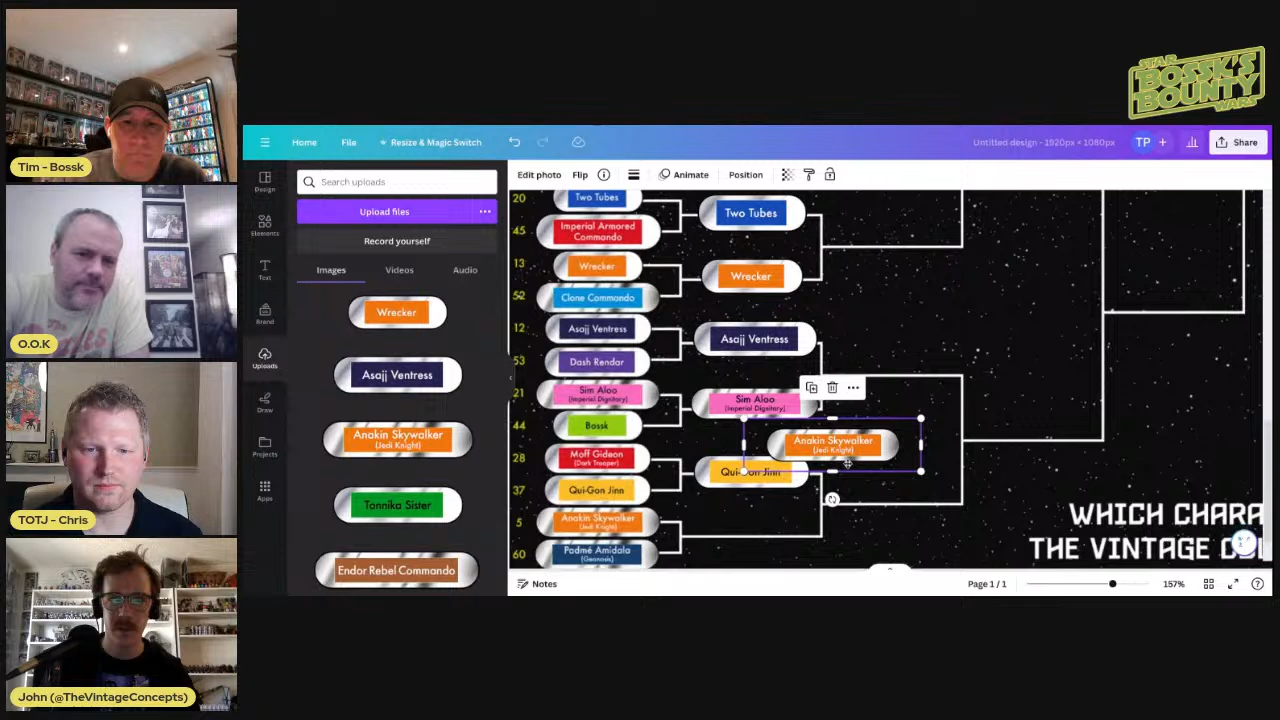 STAR
BOSSK'S
BOUNTY
WARS
Tim - Bossk
O.O.K
TOTJ - Chris
John (@TheVintageConcepts)
Home
File
Resize & Magic Switch
Untitled design - 1920px × 1080px
TP
Share
Design
Elements
Text
Brand
Uploads
Draw
Projects
Apps
Search uploads
Upload files
Record yourself
Images
Videos
Audio
Wrecker
Asajj Ventress
Anakin Skywalker
(Jedi Knight)
Tonnika Sister
Endor Rebel Commando
Edit photo
Flip
Animate
Position
20
Two Tubes
45
Imperial Armored
Commando
13
Wrecker
52
Clone Commando
12
Asajj Ventress
53
Dash Rendar
21
Sim Aloo
(Imperial Dignitary)
44
Bossk
28
Moff Gideon
(Dark Trooper)
37
Qui-Gon Jinn
5
Anakin Skywalker
(Jedi Knight)
60
Padmé Amidala
(Geonosis)
Two Tubes
Wrecker
Asajj Ventress
Sim Aloo
(Imperial Dignitary)
Anakin Skywalker
(Jedi Knight)
Qui-Gon Jinn
WHICH CHARA
THE VINTAGE
Notes
Page 1 / 1
157%